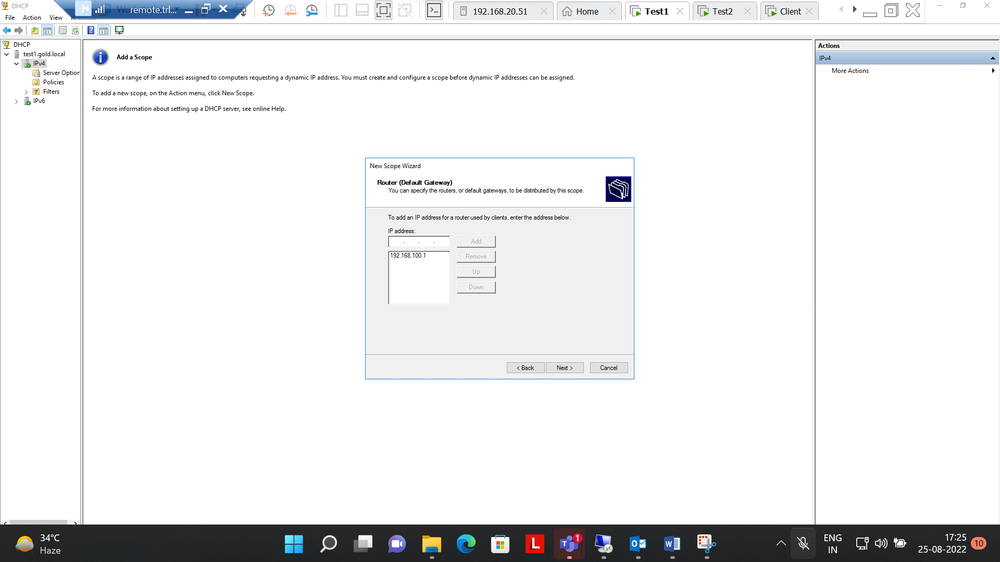 DHCP
File Action View
remote.trl...
192.168.20.51
Home
Test1
Test2
Client
DHCP
test1.gold.local
IPv4
Server Option
Policies
Filters
IPv6
Add a Scope
A scope is a range of IP addresses assigned to computers requesting a dynamic IP address. You must create and configure a scope before dynamic IP addresses can be assigned.
To add a new scope, on the Action menu, click New Scope.
For more information about setting up a DHCP server, see online Help.
Actions
IPv4
More Actions
New Scope Wizard
Router (Default Gateway)
You can specify the routers, or default gateways, to be distributed by this scope.
To add an IP address for a router used by clients, enter the address below.
IP address:
. . .
Add
192.168.100.1
Remove
Up
Down
< Back Next > Cancel
34°C
Haze
L
T
1
O
W
ENG
IN
17:25
25-08-2022
10